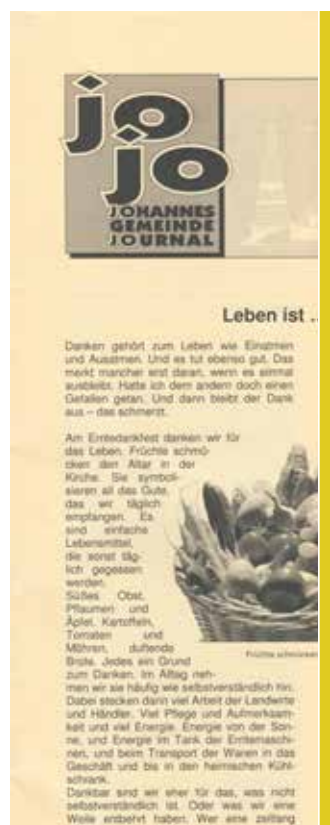 jo
jo
JOHANNES
GEMEINDE
JOURNAL
Leben ist ..
Danken gehört zum Leben wie Einatmen
und Ausatmen. Und es tut ebenso gut. Das
merkt mancher erst daran, wenn es einmal
ausbleibt. Hatte ich dem andern doch einen
Gefallen getan. Und dann bleibt der Dank
aus – das schmerzt.
Am Erntedankfest danken wir für
das Leben. Früchte schmü-
cken den Altar in der
Kirche. Sie symboli-
sieren all das Gute,
das wir täglich
empfangen. Es
sind einfache
Lebensmittel,
die sonst täg-
lich gegessen
werden.
Süßes Obst,
Pflaumen und
Äpfel. Kartoffeln,
Tomaten und
Möhren, duftende
Brote. Jedes ein Grund
zum Danken. Im Alltag neh-
men wir sie häufig wie selbstverständlich hin.
Dabei stecken darin viel Arbeit der Landwirte
und Händler. Viel Pflege und Aufmerksam-
keit und viel Energie. Energie von der Son-
ne, und Energie im Tank der Erntemaschi-
nen, und beim Transport der Waren in das
Geschäft und bis in den heimischen Kühl-
schrank.
Dankbar sind wir eher für das, was nicht
selbstverständlich ist. Oder was wir eine
Weile entbehrt haben. Wer eine zeitlang
Früchte schmücken